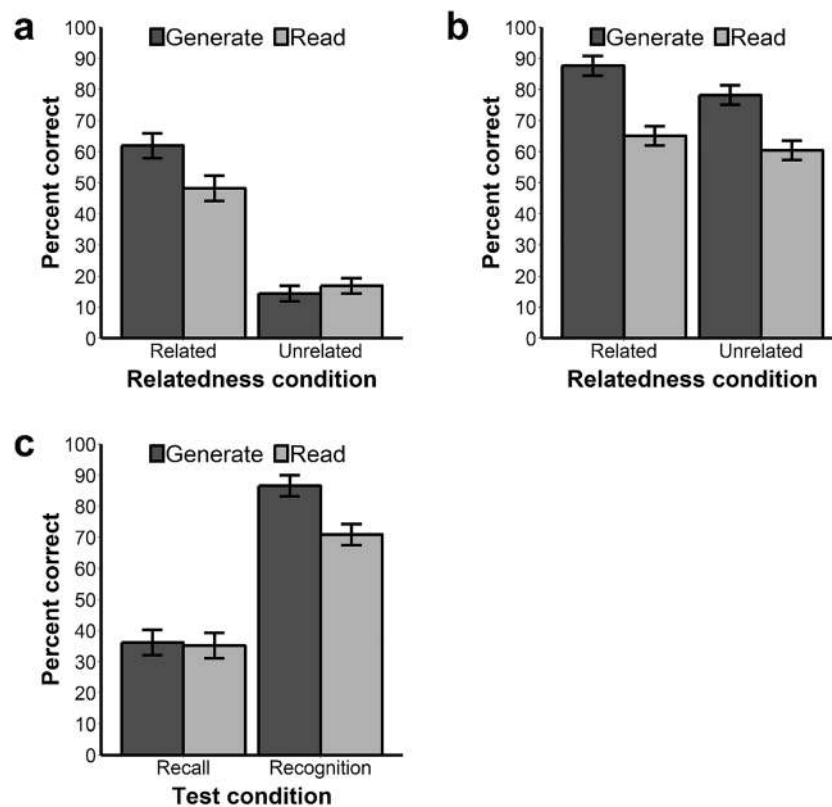 a
Generate Read
Percent correct
100
90
80
70
60
50
40
30
20
10
0
Related Unrelated
Relatedness condition
b
Generate Read
Percent correct
100
90
80
70
60
50
40
30
20
10
0
Related Unrelated
Relatedness condition
c
Generate Read
Percent correct
100
90
80
70
60
50
40
30
20
10
0
Recall Recognition
Test condition